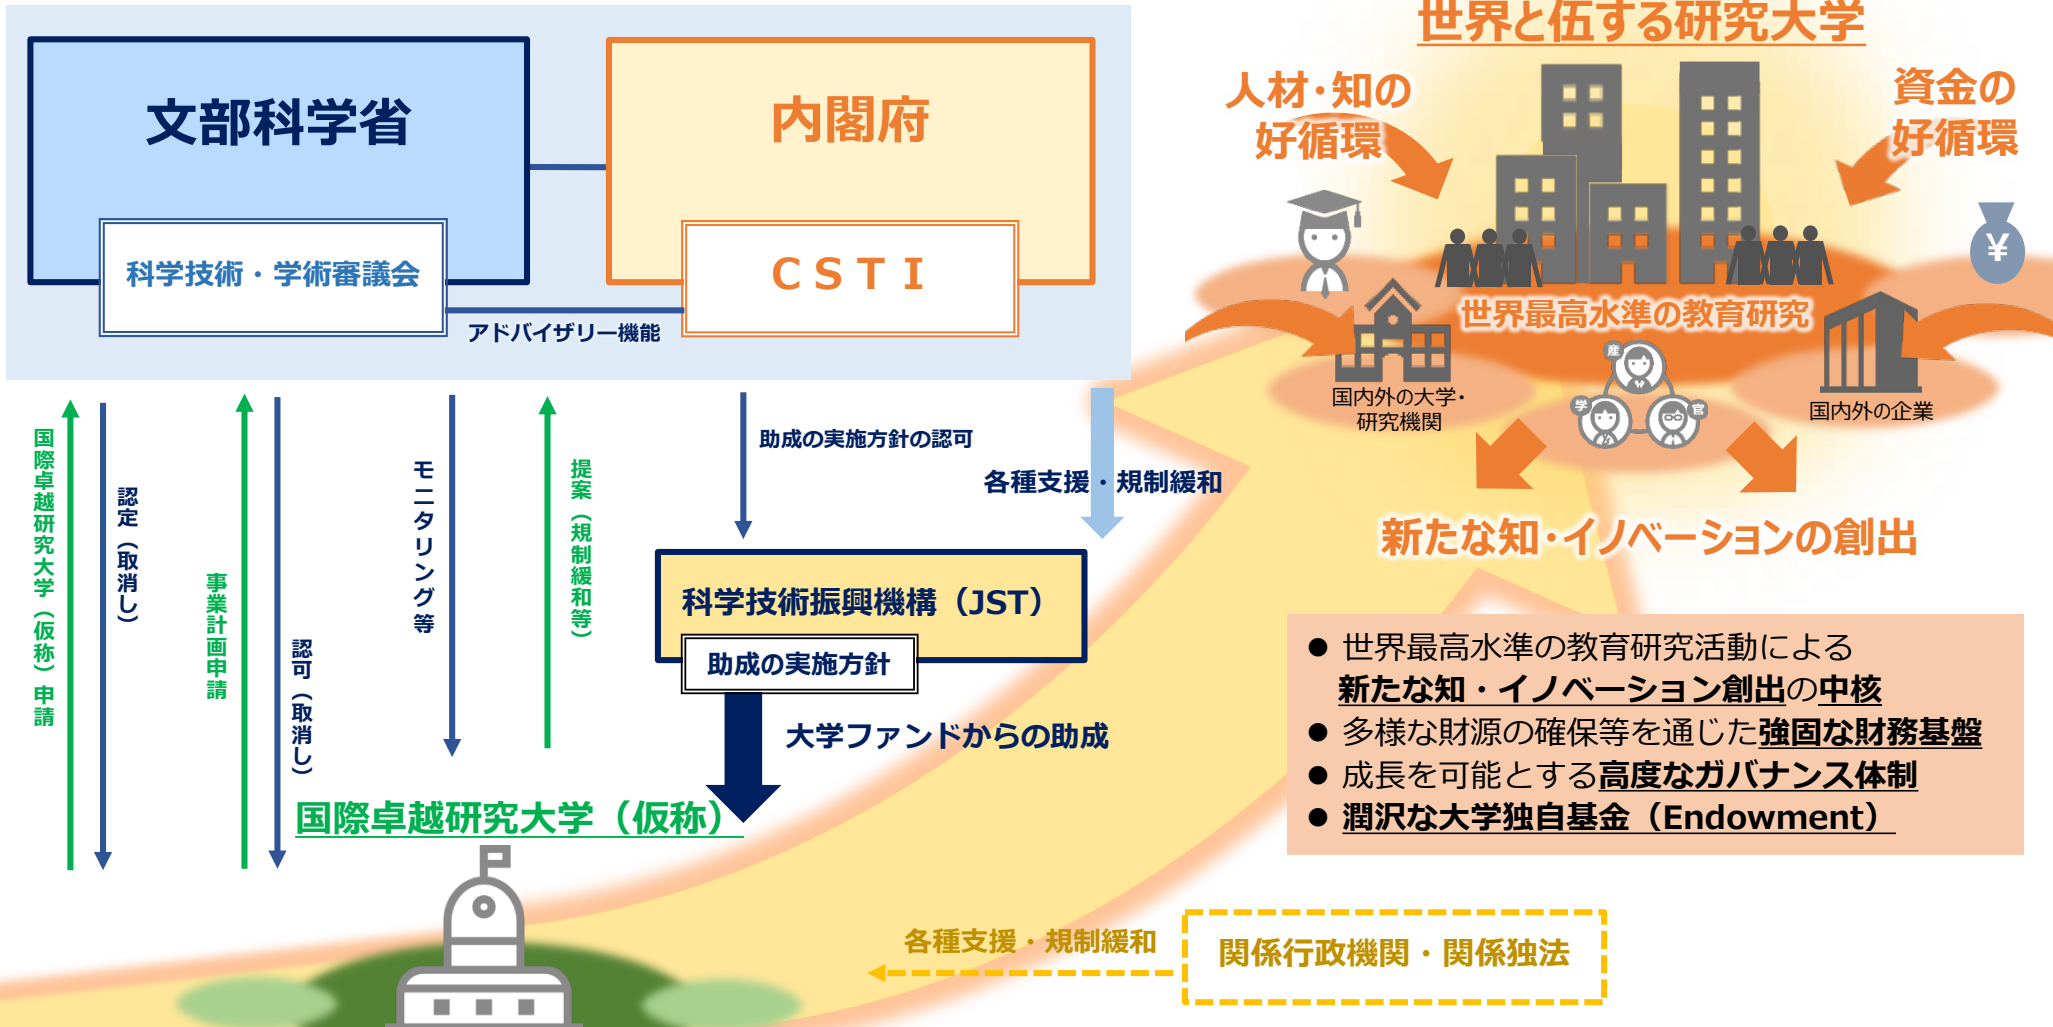 文部科学省
科学技術・学術審議会
内閣府
ＣＳＴＩ
アドバイザリー機能
国際卓越研究大学（仮称）申請
認定（取消し）
事業計画申請
認可（取消し）
モニタリング等
提案（規制緩和等）
助成の実施方針の認可
各種支援・規制緩和
科学技術振興機構（JST）
助成の実施方針
大学ファンドからの助成
国際卓越研究大学（仮称）
各種支援・規制緩和
関係行政機関・関係独法
世界と伍する研究大学
人材・知の
好循環
資金の
好循環
¥
世界最高水準の教育研究
産
学
官
国内外の大学・
研究機関
国内外の企業
新たな知・イノベーションの創出
● 世界最高水準の教育研究活動による
新たな知・イノベーション創出の中核
● 多様な財源の確保等を通じた強固な財務基盤
● 成長を可能とする高度なガバナンス体制
● 潤沢な大学独自基金（Endowment）